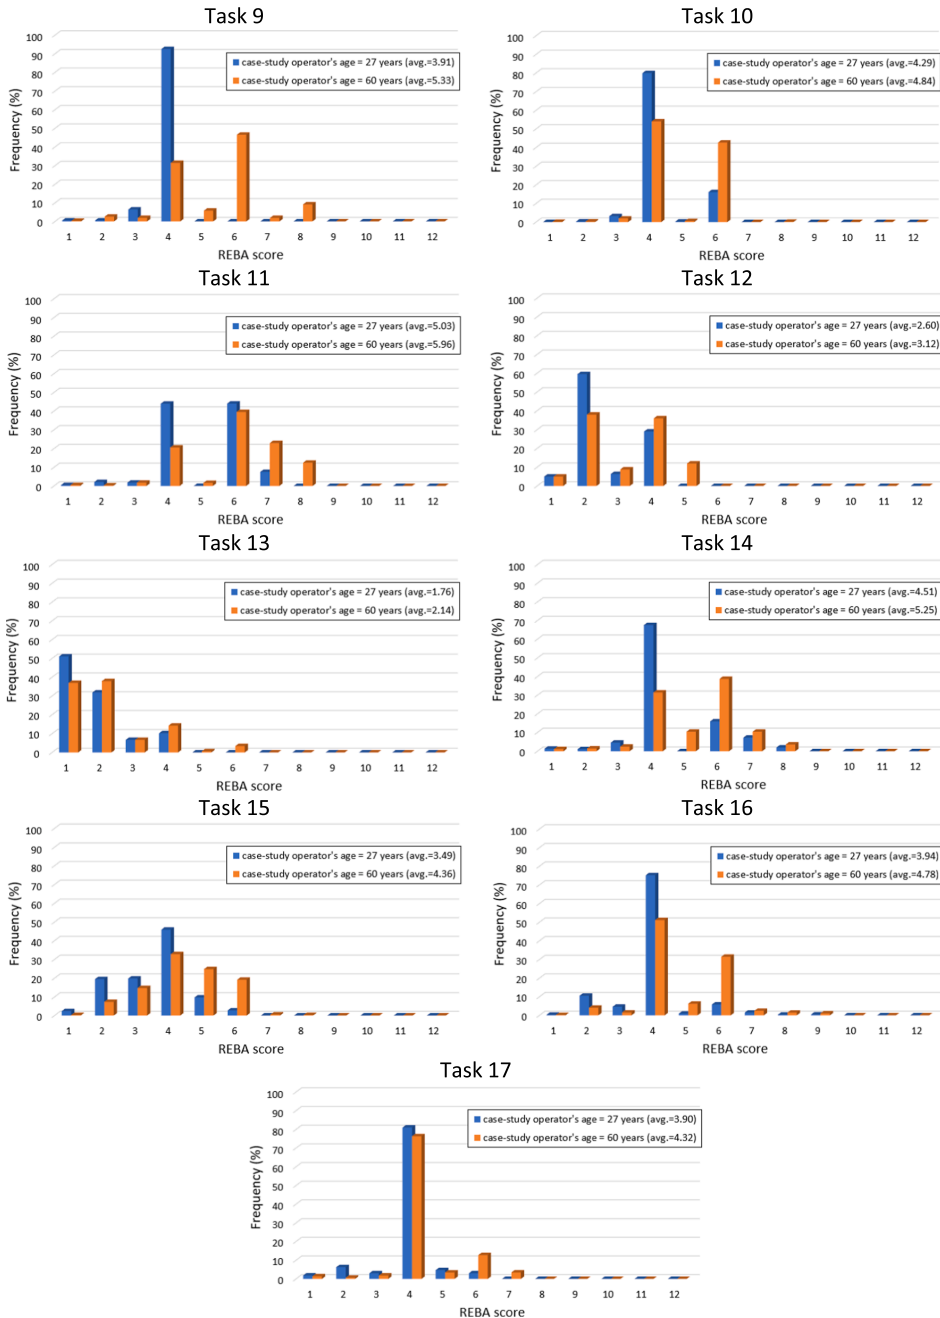 Task 9
100
90
80
70
60
50
40
30
20
10
0
Frequency (%)
case-study operator's age = 27 years (avg.=3.91)
case-study operator's age = 60 years (avg.=5.33)
1 2 3 4 5 6 7 8 9 10 11 12
REBA score
Task 10
100
90
80
70
60
50
40
30
20
10
0
Frequency (%)
case-study operator's age = 27 years (avg.=4.29)
case-study operator's age = 60 years (avg.=4.84)
1 2 3 4 5 6 7 8 9 10 11 12
REBA score
Task 11
100
90
80
70
60
50
40
30
20
10
0
Frequency (%)
case-study operator's age = 27 years (avg.=5.03)
case-study operator's age = 60 years (avg.=5.96)
1 2 3 4 5 6 7 8 9 10 11 12
REBA score
Task 12
100
90
80
70
60
50
40
30
20
10
0
Frequency (%)
case-study operator's age = 27 years (avg.=2.60)
case-study operator's age = 60 years (avg.=3.12)
1 2 3 4 5 6 7 8 9 10 11 12
REBA score
Task 13
100
90
80
70
60
50
40
30
20
10
0
Frequency (%)
case-study operator's age = 27 years (avg.=1.76)
case-study operator's age = 60 years (avg.=2.14)
1 2 3 4 5 6 7 8 9 10 11 12
REBA score
Task 14
100
90
80
70
60
50
40
30
20
10
0
Frequency (%)
case-study operator's age = 27 years (avg.=4.51)
case-study operator's age = 60 years (avg.=5.25)
1 2 3 4 5 6 7 8 9 10 11 12
REBA score
Task 15
100
90
80
70
60
50
40
30
20
10
0
Frequency (%)
case-study operator's age = 27 years (avg.=3.49)
case-study operator's age = 60 years (avg.=4.36)
1 2 3 4 5 6 7 8 9 10 11 12
REBA score
Task 16
100
90
80
70
60
50
40
30
20
10
0
Frequency (%)
case-study operator's age = 27 years (avg.=3.94)
case-study operator's age = 60 years (avg.=4.78)
1 2 3 4 5 6 7 8 9 10 11 12
REBA score
Task 17
100
90
80
70
60
50
40
30
20
10
0
Frequency (%)
case-study operator's age = 27 years (avg.=3.90)
case-study operator's age = 60 years (avg.=4.32)
1 2 3 4 5 6 7 8 9 10 11 12
REBA score